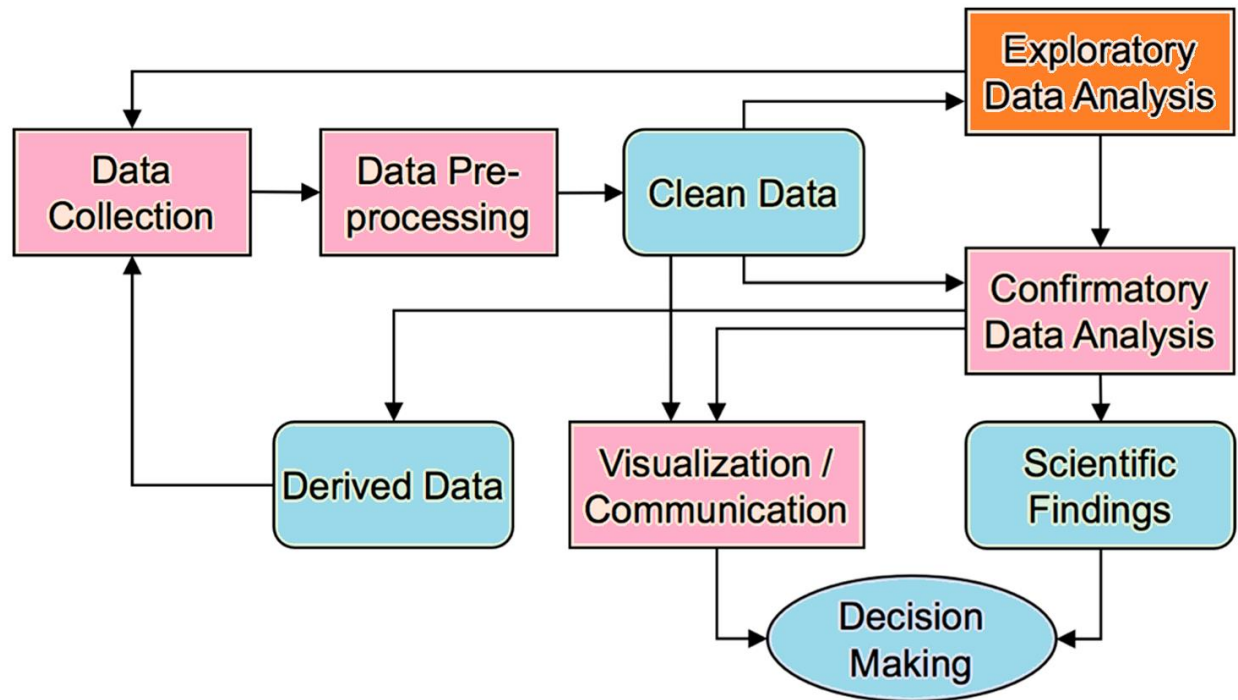 Exploratory
Data Analysis
Data
Collection
Data Pre-
processing
Clean Data
Confirmatory
Data Analysis
Derived Data
Visualization /
Communication
Scientific
Findings
Decision
Making